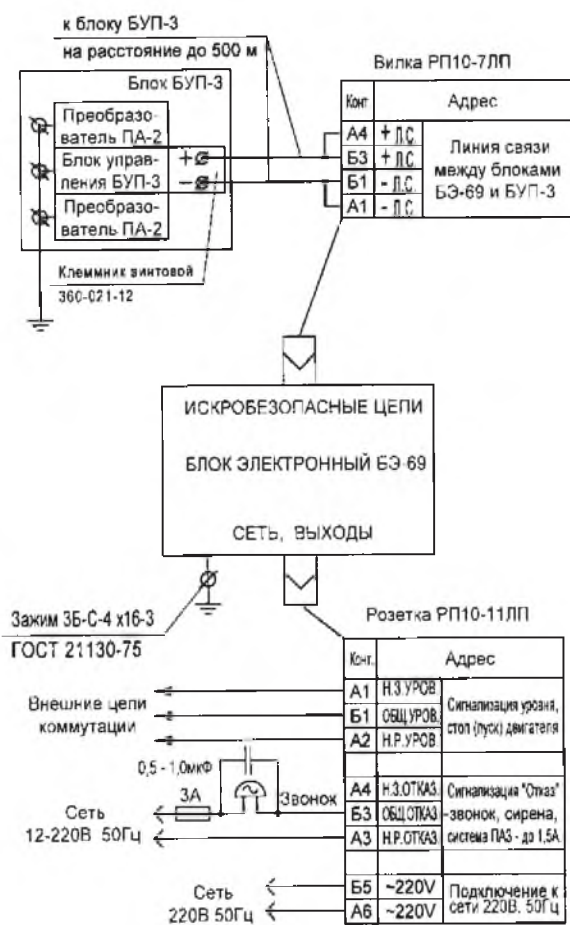 к блоку БУП-3
на расстояние до 500 м
Блок БУП-3
Преобразо-
ватель ПА-2
Блок управ-
ления БУП-3
Преобразо-
ватель ПА-2
+
−
Клеммник винтовой
360-021-12
Вилка РП10-7ЛП
Конт
Адрес
А4 + Л.С.
Б3 + Л.С.
Б1 - Л.С.
А1 - Л.С.
Линия связи
между блоками
БЭ-69 и БУП-3
ИСКРОБЕЗОПАСНЫЕ ЦЕПИ
БЛОК ЭЛЕКТРОННЫЙ БЭ-69
СЕТЬ, ВЫХОДЫ
Зажим ЗБ-С-4 х16-3
ГОСТ 21130-75
Розетка РП10-11ЛП
Конт.
Адрес
А1 Н.З.УРОВ.
Б1 ОБЩ.УРОВ.
А2 Н.Р.УРОВ.
Сигнализация уровня,
стоп (пуск) двигателя
Внешние цепи
коммутации
0,5 - 1,0мкФ
3А
Звонок
Сеть
12-220В 50Гц
А4 Н.З.ОТКАЗ.
Б3 ОБЩ.ОТКАЗ
А3 Н.Р.ОТКАЗ
Сигнализация "Отказ"
-звонок, сирена,
система ПАЗ - до 1,5А.
Сеть
220В 50Гц
Б5 ~220V
А6 ~220V
Подключение к
сети 220В, 50Гц